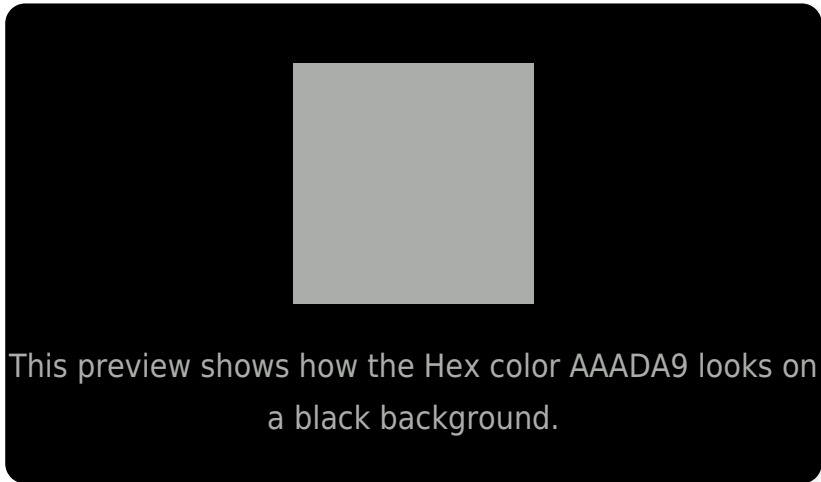 This preview shows how the Hex color AAADA9 looks on
a black background.